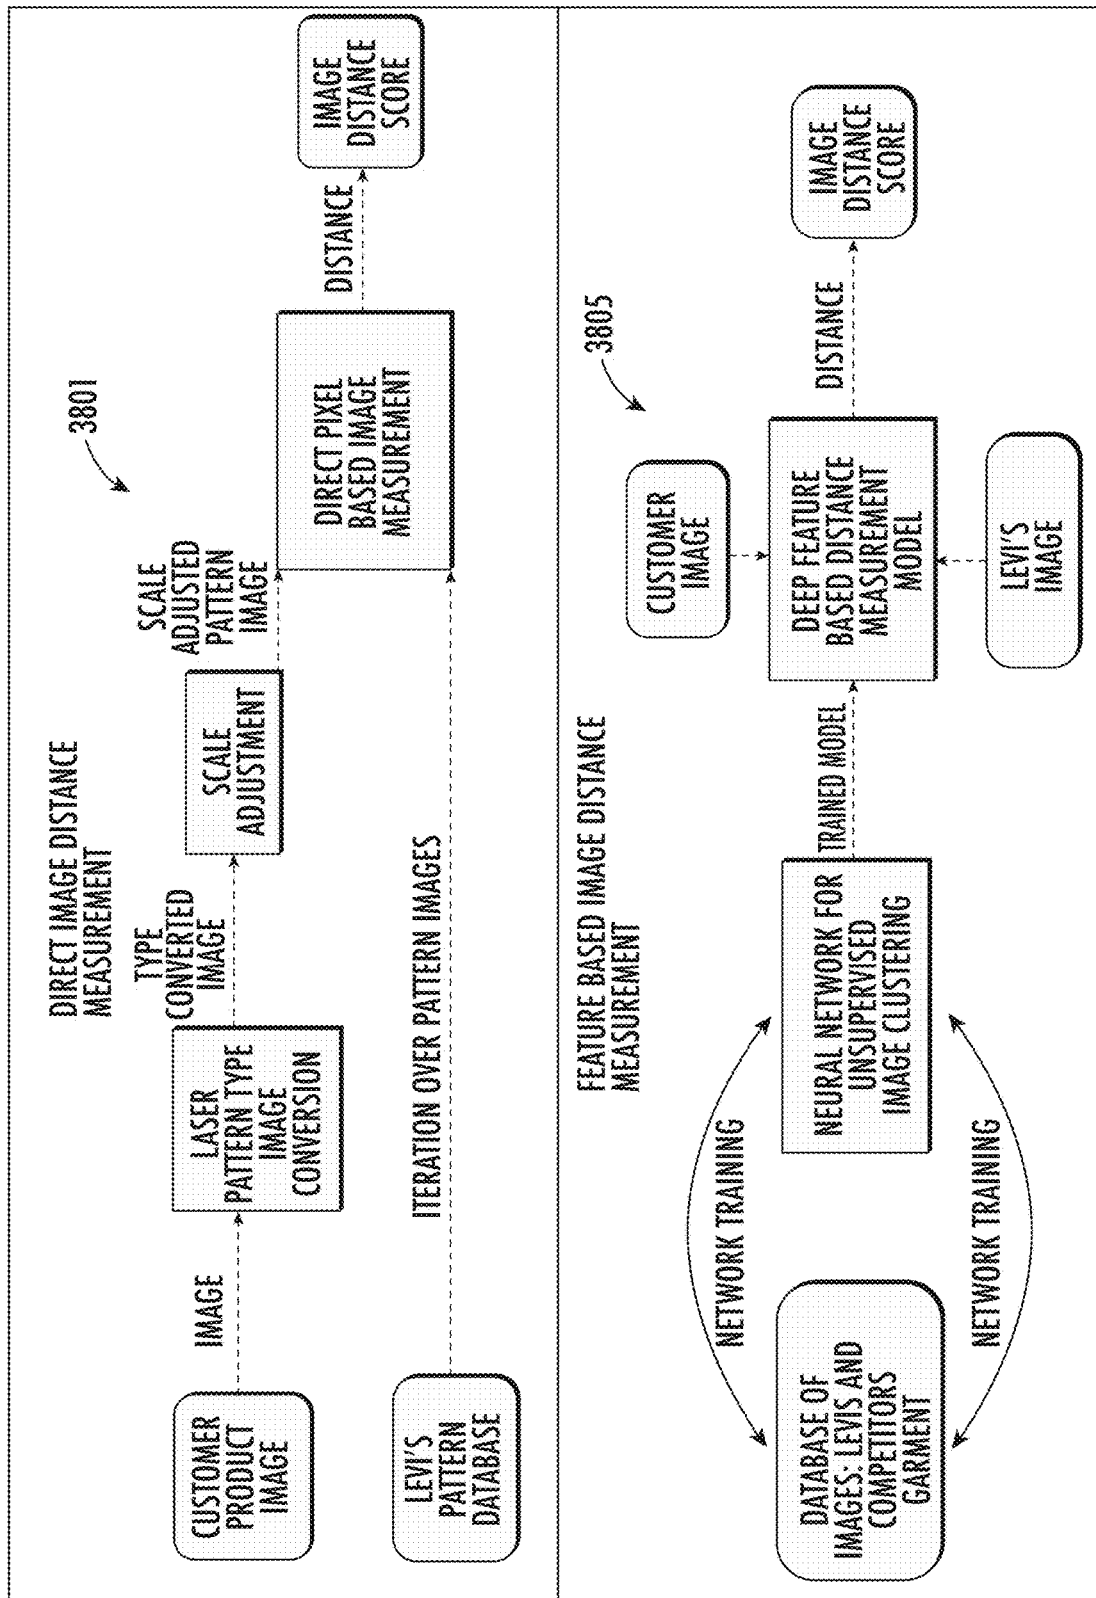 DIRECT IMAGE DISTANCE
MEASUREMENT
3801
CUSTOMER
PRODUCT
IMAGE
IMAGE
LASER
PATTERN TYPE
IMAGE
CONVERSION
TYPE
CONVERTED
IMAGE
SCALE
ADJUSTMENT
SCALE
ADJUSTED
PATTERN
IMAGE
DIRECT PIXEL
BASED IMAGE
MEASUREMENT
DISTANCE
IMAGE
DISTANCE
SCORE
LEVI'S
PATTERN
DATABASE
ITERATION OVER PATTERN IMAGES
FEATURE BASED IMAGE DISTANCE
MEASUREMENT
3805
DATABASE OF
IMAGES: LEVIS AND
COMPETITORS
GARMENT
NETWORK TRAINING
NETWORK TRAINING
NEURAL NETWORK FOR
UNSUPERVISED
IMAGE CLUSTERING
TRAINED MODEL
CUSTOMER
IMAGE
DEEP FEATURE
BASED DISTANCE
MEASUREMENT
MODEL
LEVI'S
IMAGE
DISTANCE
IMAGE
DISTANCE
SCORE